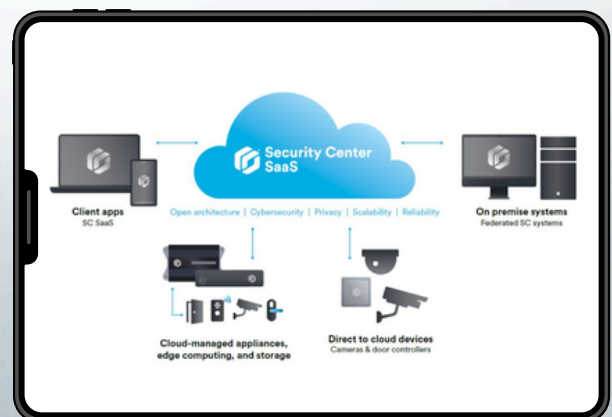 Security Center
SaaS
Client apps
SC SaaS
Open architecture | Cybersecurity | Privacy | Scalability | Reliability
On premise systems
Federated SC systems
Cloud-managed appliances,
edge computing, and storage
Direct to cloud devices
Cameras & door controllers